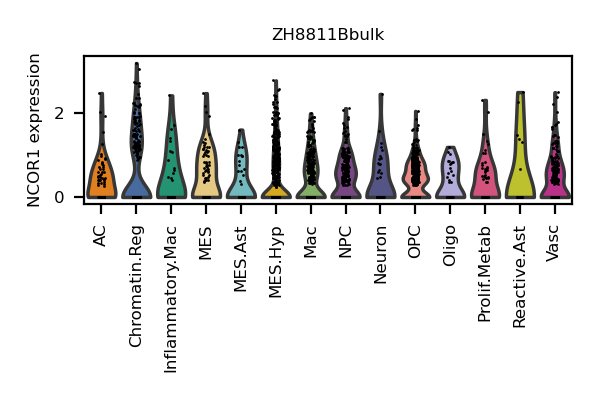 ZH8811Bbulk
NCOR1 expression
2
0
AC
Chromatin.Reg
Inflammatory.Mac
MES
MES.Ast
MES.Hyp
Mac
NPC
Neuron
OPC
Oligo
Prolif.Metab
Reactive.Ast
Vasc